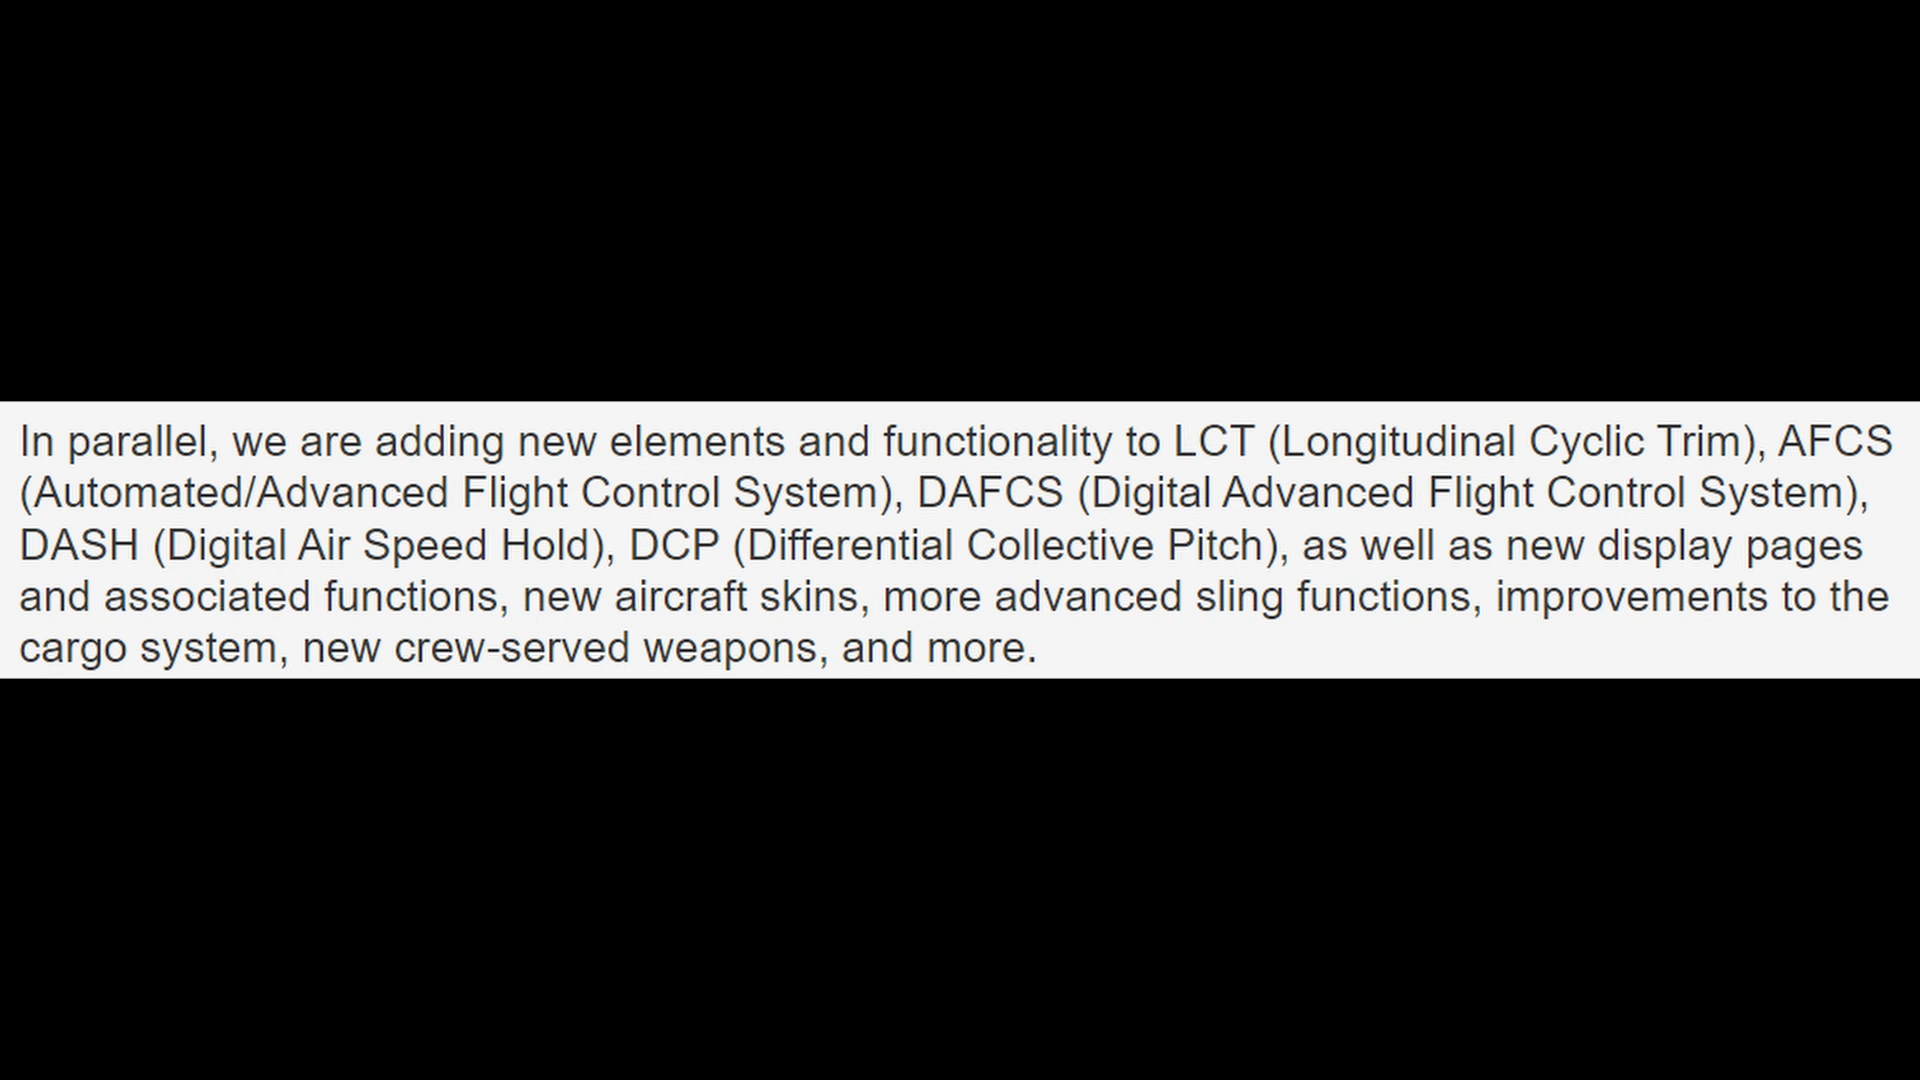 In parallel, we are adding new elements and functionality to LCT (Longitudinal Cyclic Trim), AFCS
(Automated/Advanced Flight Control System), DAFCS (Digital Advanced Flight Control System),
DASH (Digital Air Speed Hold), DCP (Differential Collective Pitch), as well as new display pages
and associated functions, new aircraft skins, more advanced sling functions, improvements to the
cargo system, new crew-served weapons, and more.